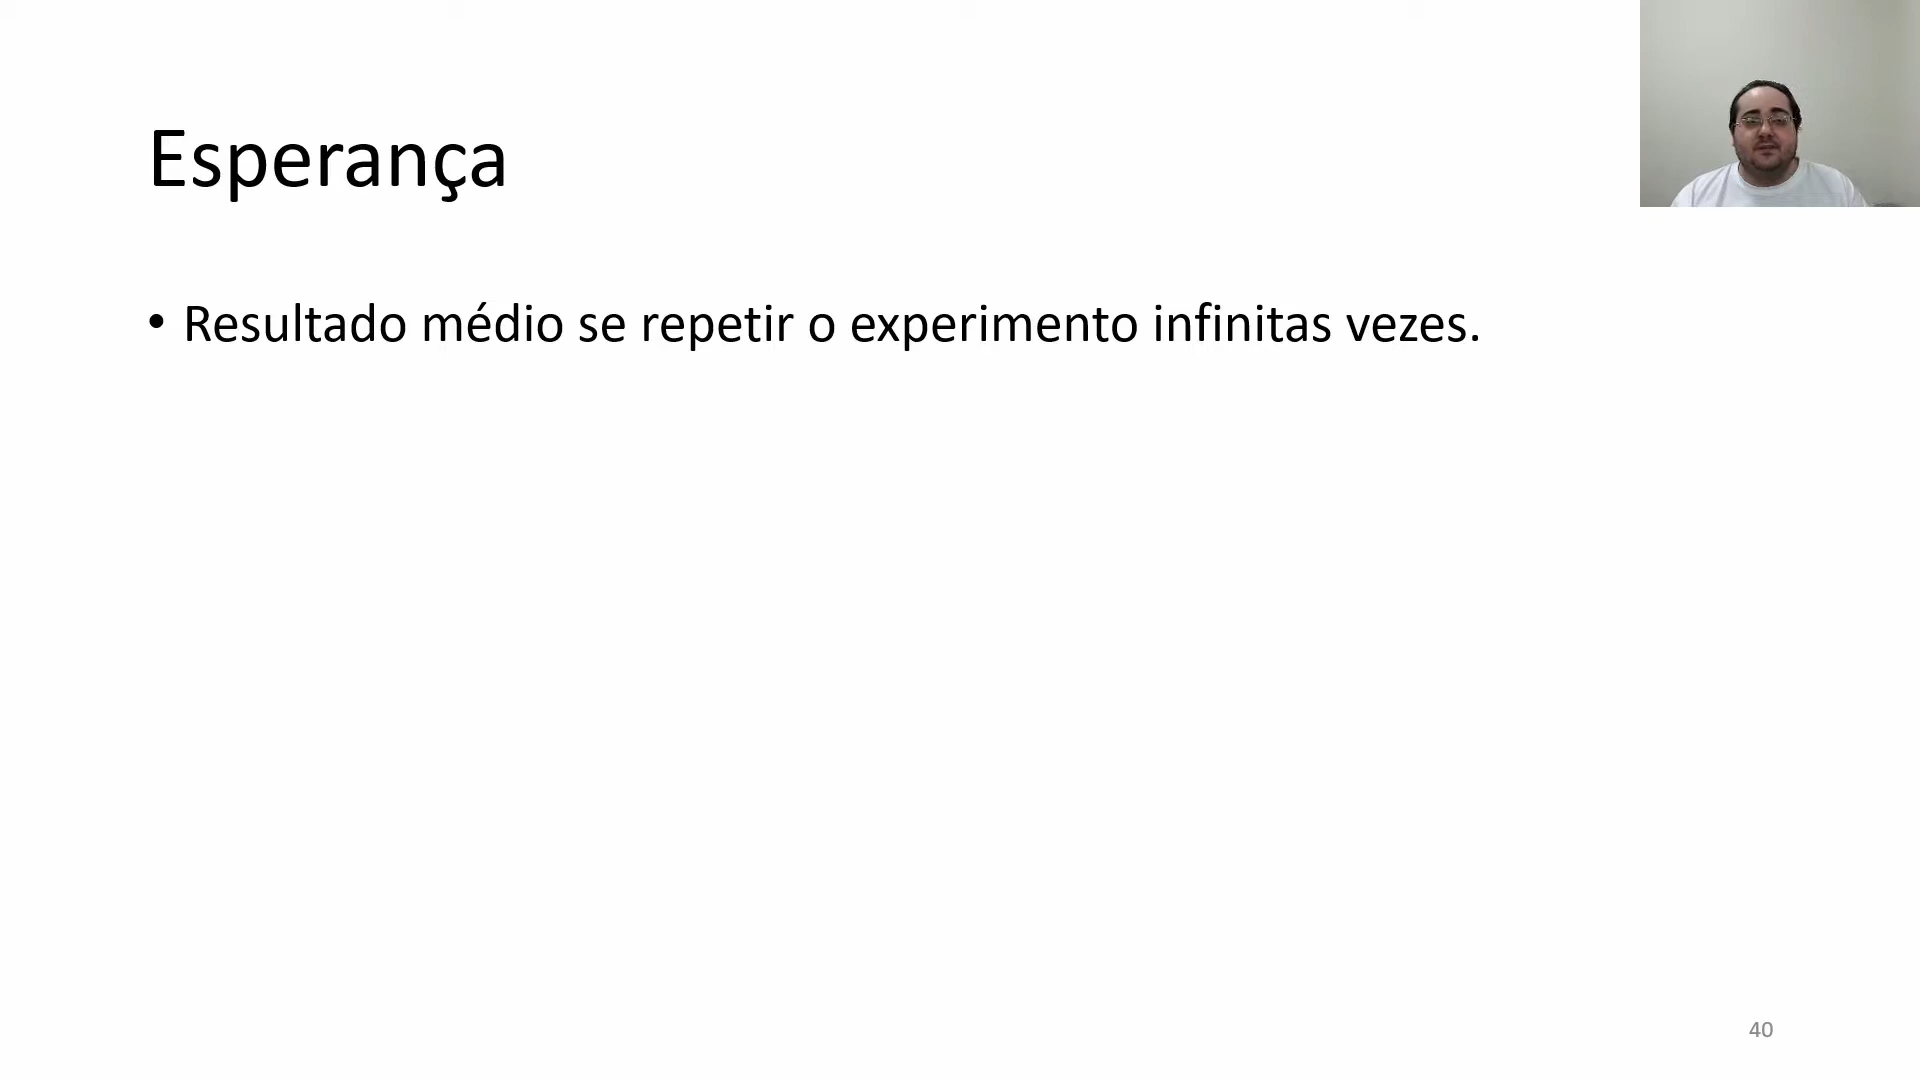 Esperança
• Resultado médio se repetir o experimento infinitas vezes.
40